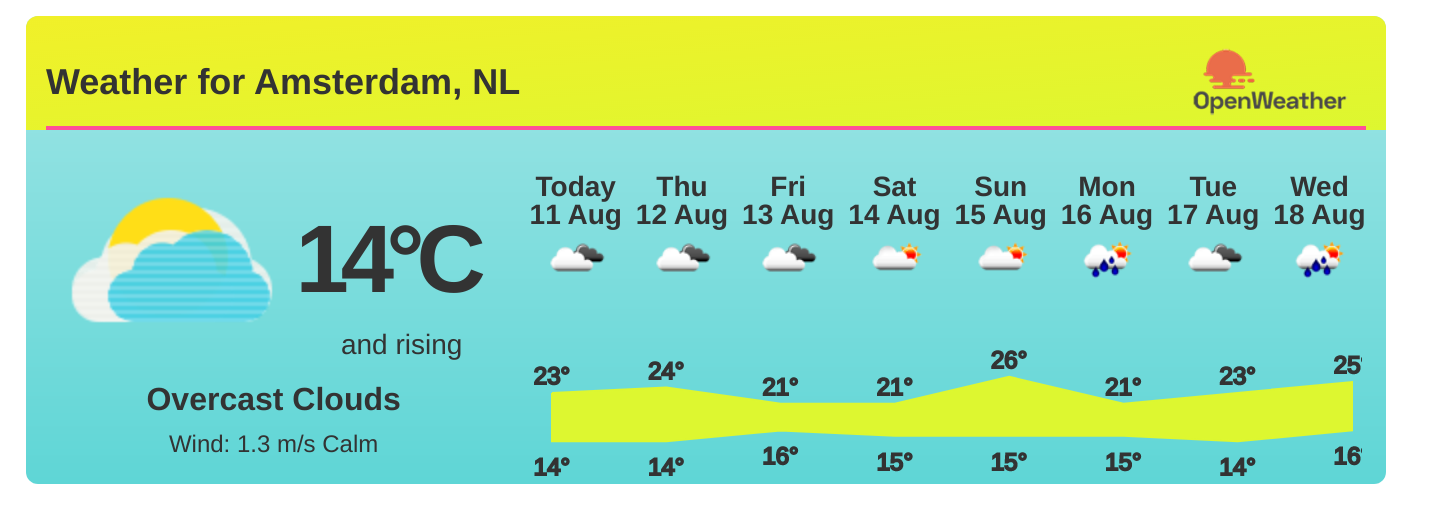 Weather for Amsterdam, NL
OpenWeather
14°C
and rising
Overcast Clouds
Wind: 1.3 m/s Calm
Today Thu Fri Sat Sun Mon Tue Wed
11 Aug 12 Aug 13 Aug 14 Aug 15 Aug 16 Aug 17 Aug 18 Aug
23° 24° 21° 21° 26° 21° 23° 25°
14° 14° 16° 15° 15° 15° 14° 16°